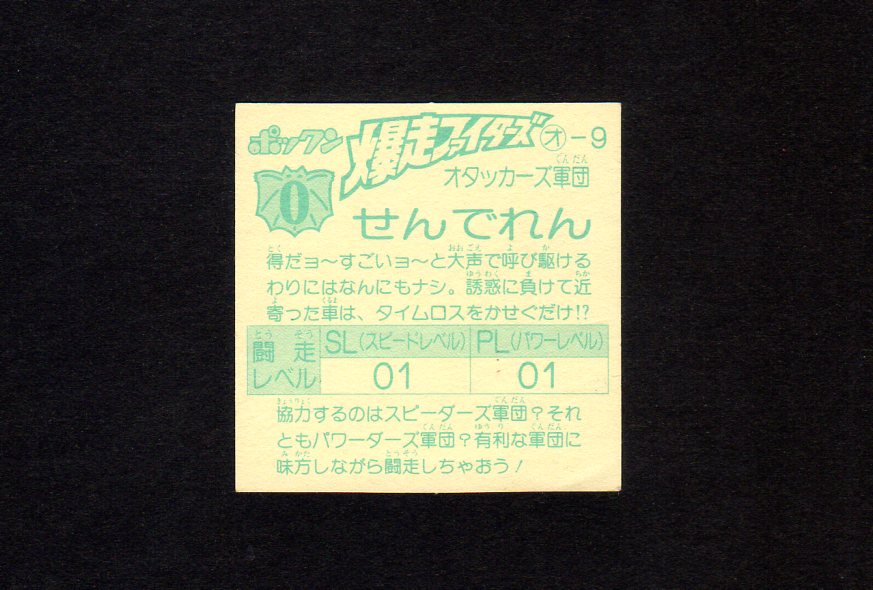 ポックン 爆走ファイターズ オ-9
オタッカーズ軍団
0
せんでれん
得だョ〜すごいョ〜と大声で呼び駆ける
わりにはなんにもナシ。誘惑に負けて近
寄った車は、タイムロスをかせぐだけ!?
闘走レベル
SL(スピードレベル) PL(パワーレベル)
01 01
協力するのはスピーダーズ軍団？それ
ともパワーダーズ軍団？有利な軍団に
味方しながら闘走しちゃおう！